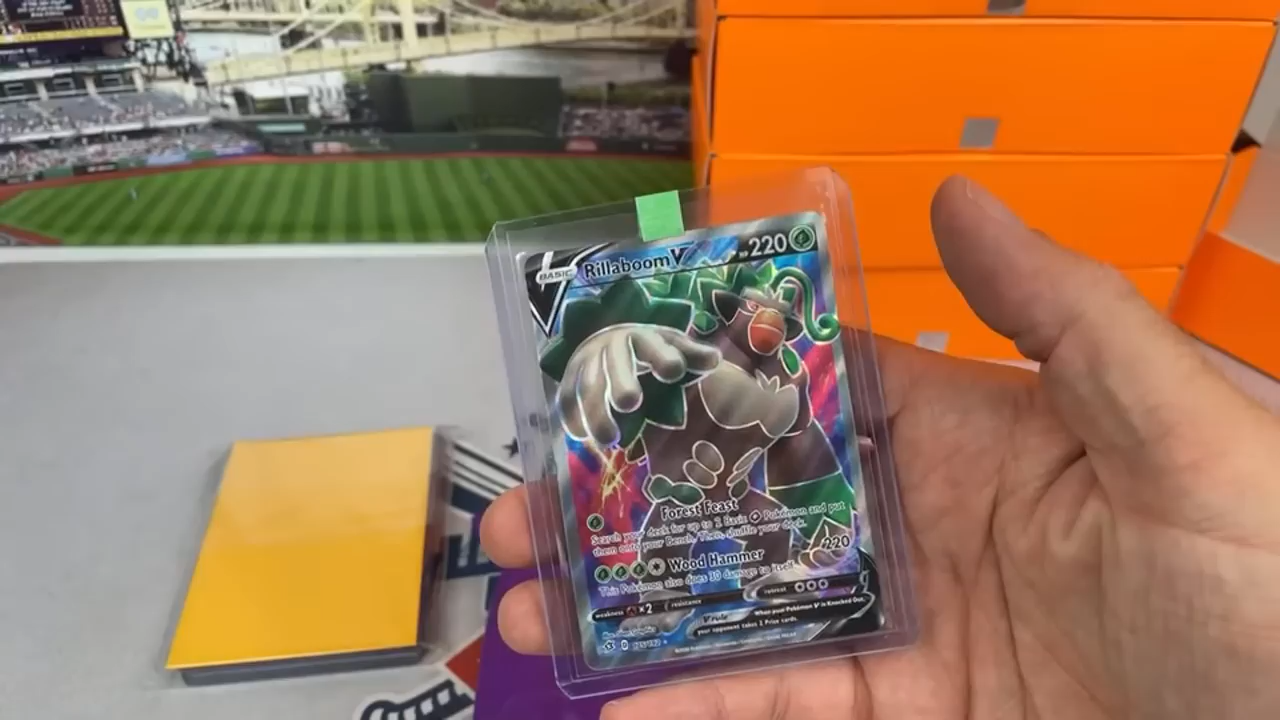 BASIC RillaboomV 220
Forest Feast
Search your deck for up to 2 Basic Pokémon and put
them onto your Bench. Then, shuffle your deck.
Wood Hammer 220
This Pokémon also does 30 damage to itself.
weakness ×2 resistance retreat
V rule When your Pokémon V is Knocked Out,
your opponent takes 2 Prize cards.
D